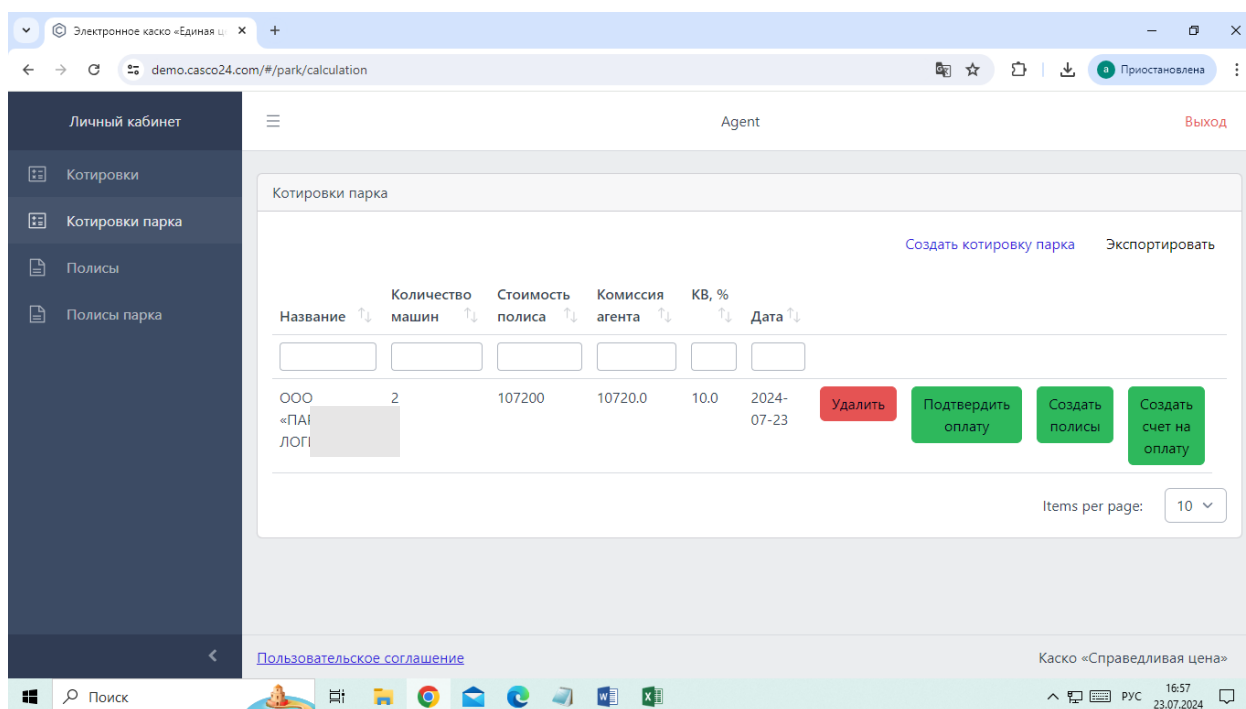 Электронное каско «Единая ц
demo.casco24.com/#/park/calculation
а Приостановлена
Личный кабинет
Agent
Выход
Котировки
Котировки парка
Полисы
Полисы парка
Котировки парка
Создать котировку парка Экспортировать
Название Количество машин Стоимость полиса Комиссия агента КВ, % Дата
ООО 2 107200 10720.0 10.0 2024-07-23 Удалить Подтвердить оплату Создать полисы Создать счет на оплату
Items per page: 10
Пользовательское соглашение
Каско «Справедливая цена»
Поиск
РУС 16:57
23.07.2024